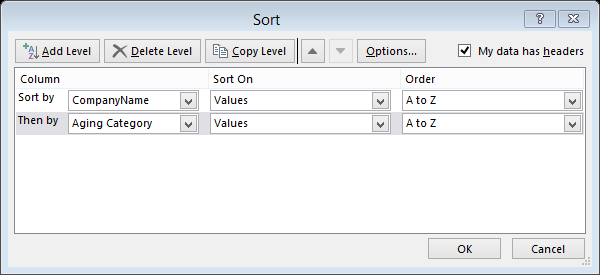 Sort
Add Level Delete Level Copy Level Options... My data has headers
Column Sort On Order
Sort by CompanyName Values A to Z
Then by Aging Category Values A to Z
OK Cancel